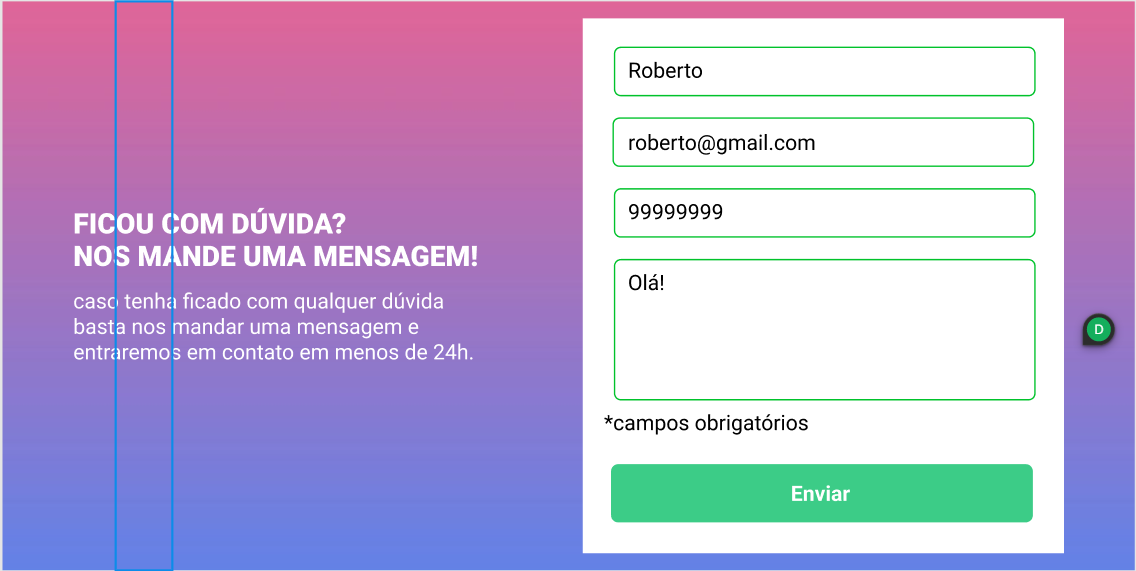 FICOU COM DÚVIDA?
NOS MANDE UMA MENSAGEM!
caso tenha ficado com qualquer dúvida
basta nos mandar uma mensagem e
entraremos em contato em menos de 24h.
Roberto
roberto@gmail.com
99999999
Olá!
*campos obrigatórios
Enviar
D